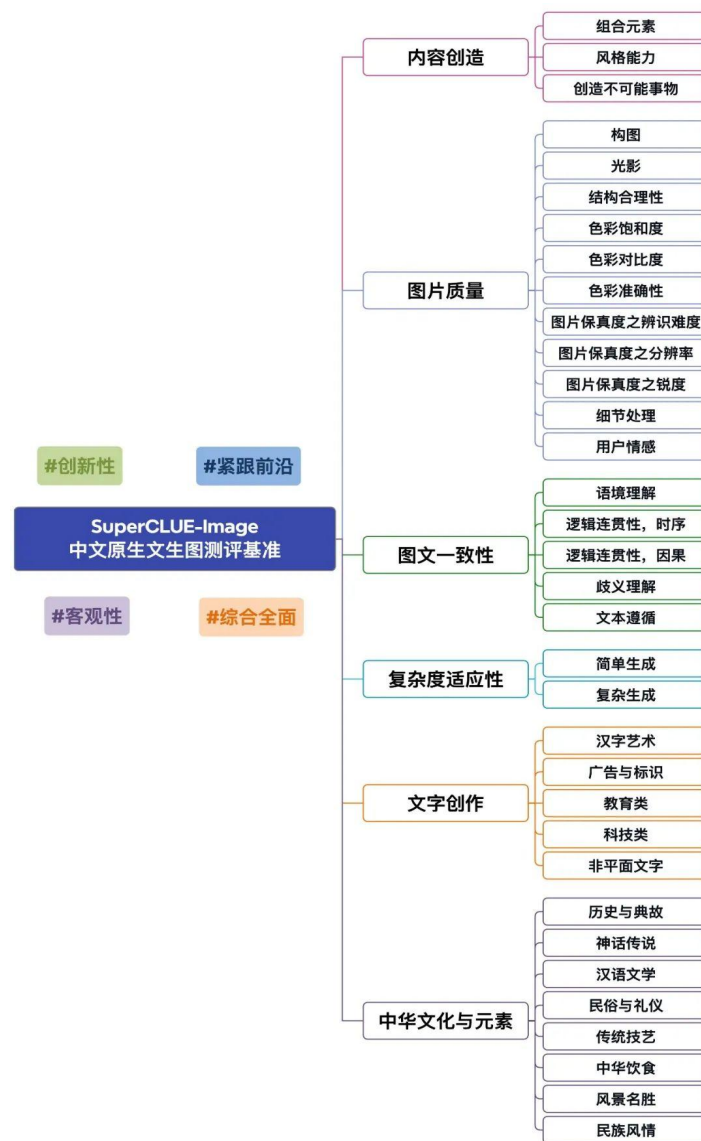 内容创造
组合元素
风格能力
创造不可能事物
图片质量
构图
光影
结构合理性
色彩饱和度
色彩对比度
色彩准确性
图片保真度之辨识难度
图片保真度之分辨率
图片保真度之锐度
细节处理
用户情感
#创新性
#紧跟前沿
SuperCLUE-Image
中文原生文生图测评基准
#客观性
#综合全面
图文一致性
语境理解
逻辑连贯性，时序
逻辑连贯性，因果
歧义理解
文本遵循
复杂度适应性
简单生成
复杂生成
文字创作
汉字艺术
广告与标识
教育类
科技类
非平面文字
中华文化与元素
历史与典故
神话传说
汉语文学
民俗与礼仪
传统技艺
中华饮食
风景名胜
民族风情